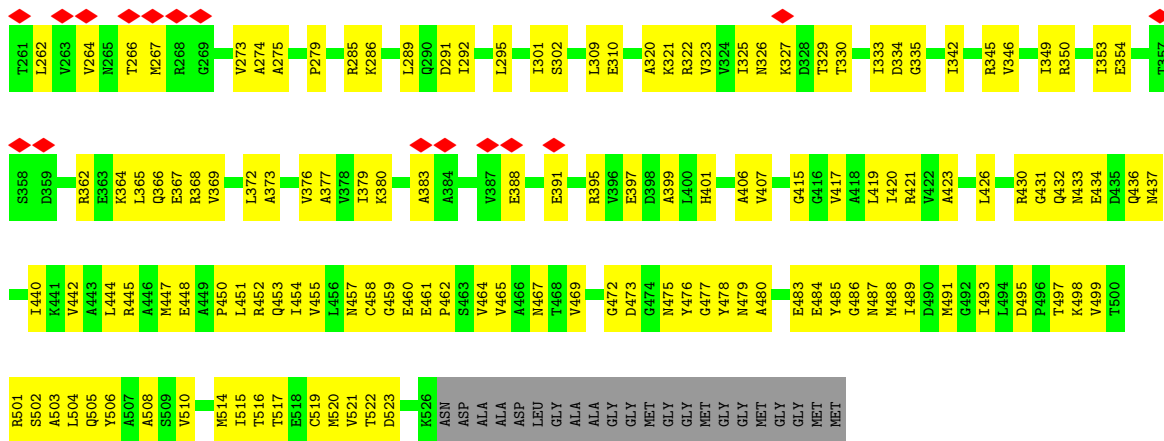 T261 L262 V263 V264 N265 T266 M267 R268 G269 V273 A274 A275 P279 R285 K286 L289 Q290 D291 I292 L295 I301 S302 L309 E310 A320 K321 R322 V323 V324 I325 N326 K327 D328 T329 T330 I333 D334 G335 I342 R345 V346 I349 R350 I353 E354 T357
S358 D359 R362 E363 K364 L365 Q366 E367 R368 V369 L372 A373 V376 A377 V378 I379 K380 A383 A384 V387 E388 E391 R395 V396 E397 D398 A399 L400 H401 A406 V407 G415 G416 V417 A418 L419 I420 R421 V422 A423 L426 R430 G431 Q432 N433 E434 D435 Q436 N437
I440 K441 V442 A443 L444 R445 A446 M447 E448 A449 P450 L451 R452 Q453 I454 V455 L456 N457 C458 G459 E460 E461 P462 S463 V464 V465 A466 N467 T468 V469 G472 D473 G474 N475 Y476 G477 Y478 N479 A480 E483 E484 Y485 G486 N487 M488 I489 D490 M491 G492 I493 L494 D495 P496 T497 K498 V499 T500
R501 S502 A503 L504 Q505 Y506 A507 A508 S509 V510 M514 I515 T516 T517 E518 C519 M520 V521 T522 D523 K526 ASN ASP ALA ALA ASP LEU GLY ALA ALA GLY GLY MET GLY GLY MET GLY GLY MET GLY GLY MET MET